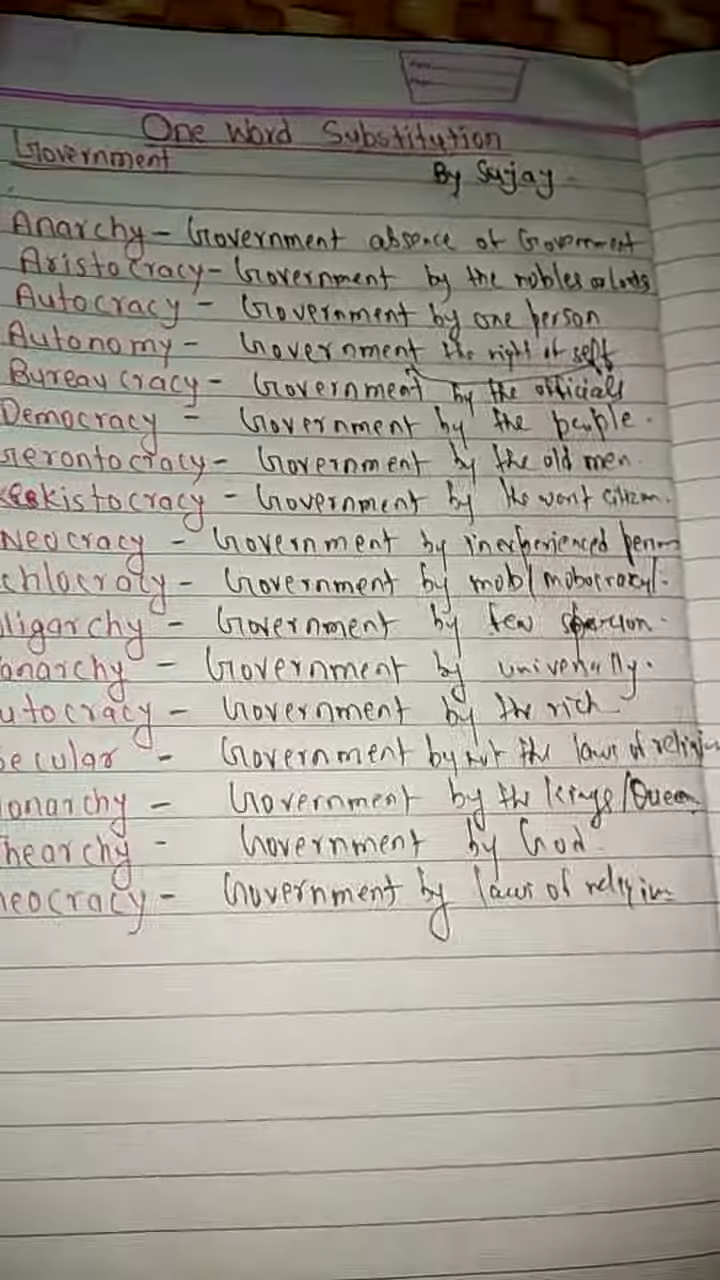 One Word Substitution
Government
By Sujay
Anarchy - Government absence of Government
Aristocracy - Government by the nobles or lords
Autocracy - Government by one person
Autonomy - Government the right of self
Bureaucracy - Government by the officials
Democracy - Government by the people.
erontocracy - Government by the old men.
kistocracy - Government by the worst citizen.
Neocracy - Government by inexperienced person
chlocraty - Government by mob/mobocracy/.
ligarchy - Government by few
anarchy - Government by universally.
utocracy - Government by the rich
ecular - Government by not the laws of religion
onarchy - Government by the kings/Queen
hearchy - Government by God.
eocracy - Government by laws of religion